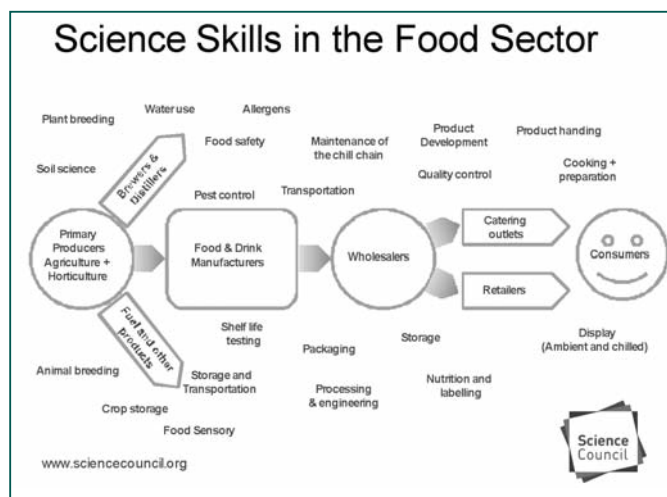 Science Skills in the Food Sector
Plant breeding
Water use
Allergens
Food safety
Maintenance of
the chill chain
Product
Development
Product handing
Soil science
Brewers &
Distillers
Pest control
Transportation
Quality control
Cooking +
preparation
Primary
Producers
Agriculture +
Horticulture
Food & Drink
Manufacturers
Wholesalers
Catering
outlets
Retailers
Consumers
Fuel and other
products
Shelf life
testing
Packaging
Storage
Display
(Ambient and chilled)
Animal breeding
Storage and
Transportation
Processing
& engineering
Nutrition and
labelling
Crop storage
Food Sensory
www.sciencecouncil.org
Science
Council